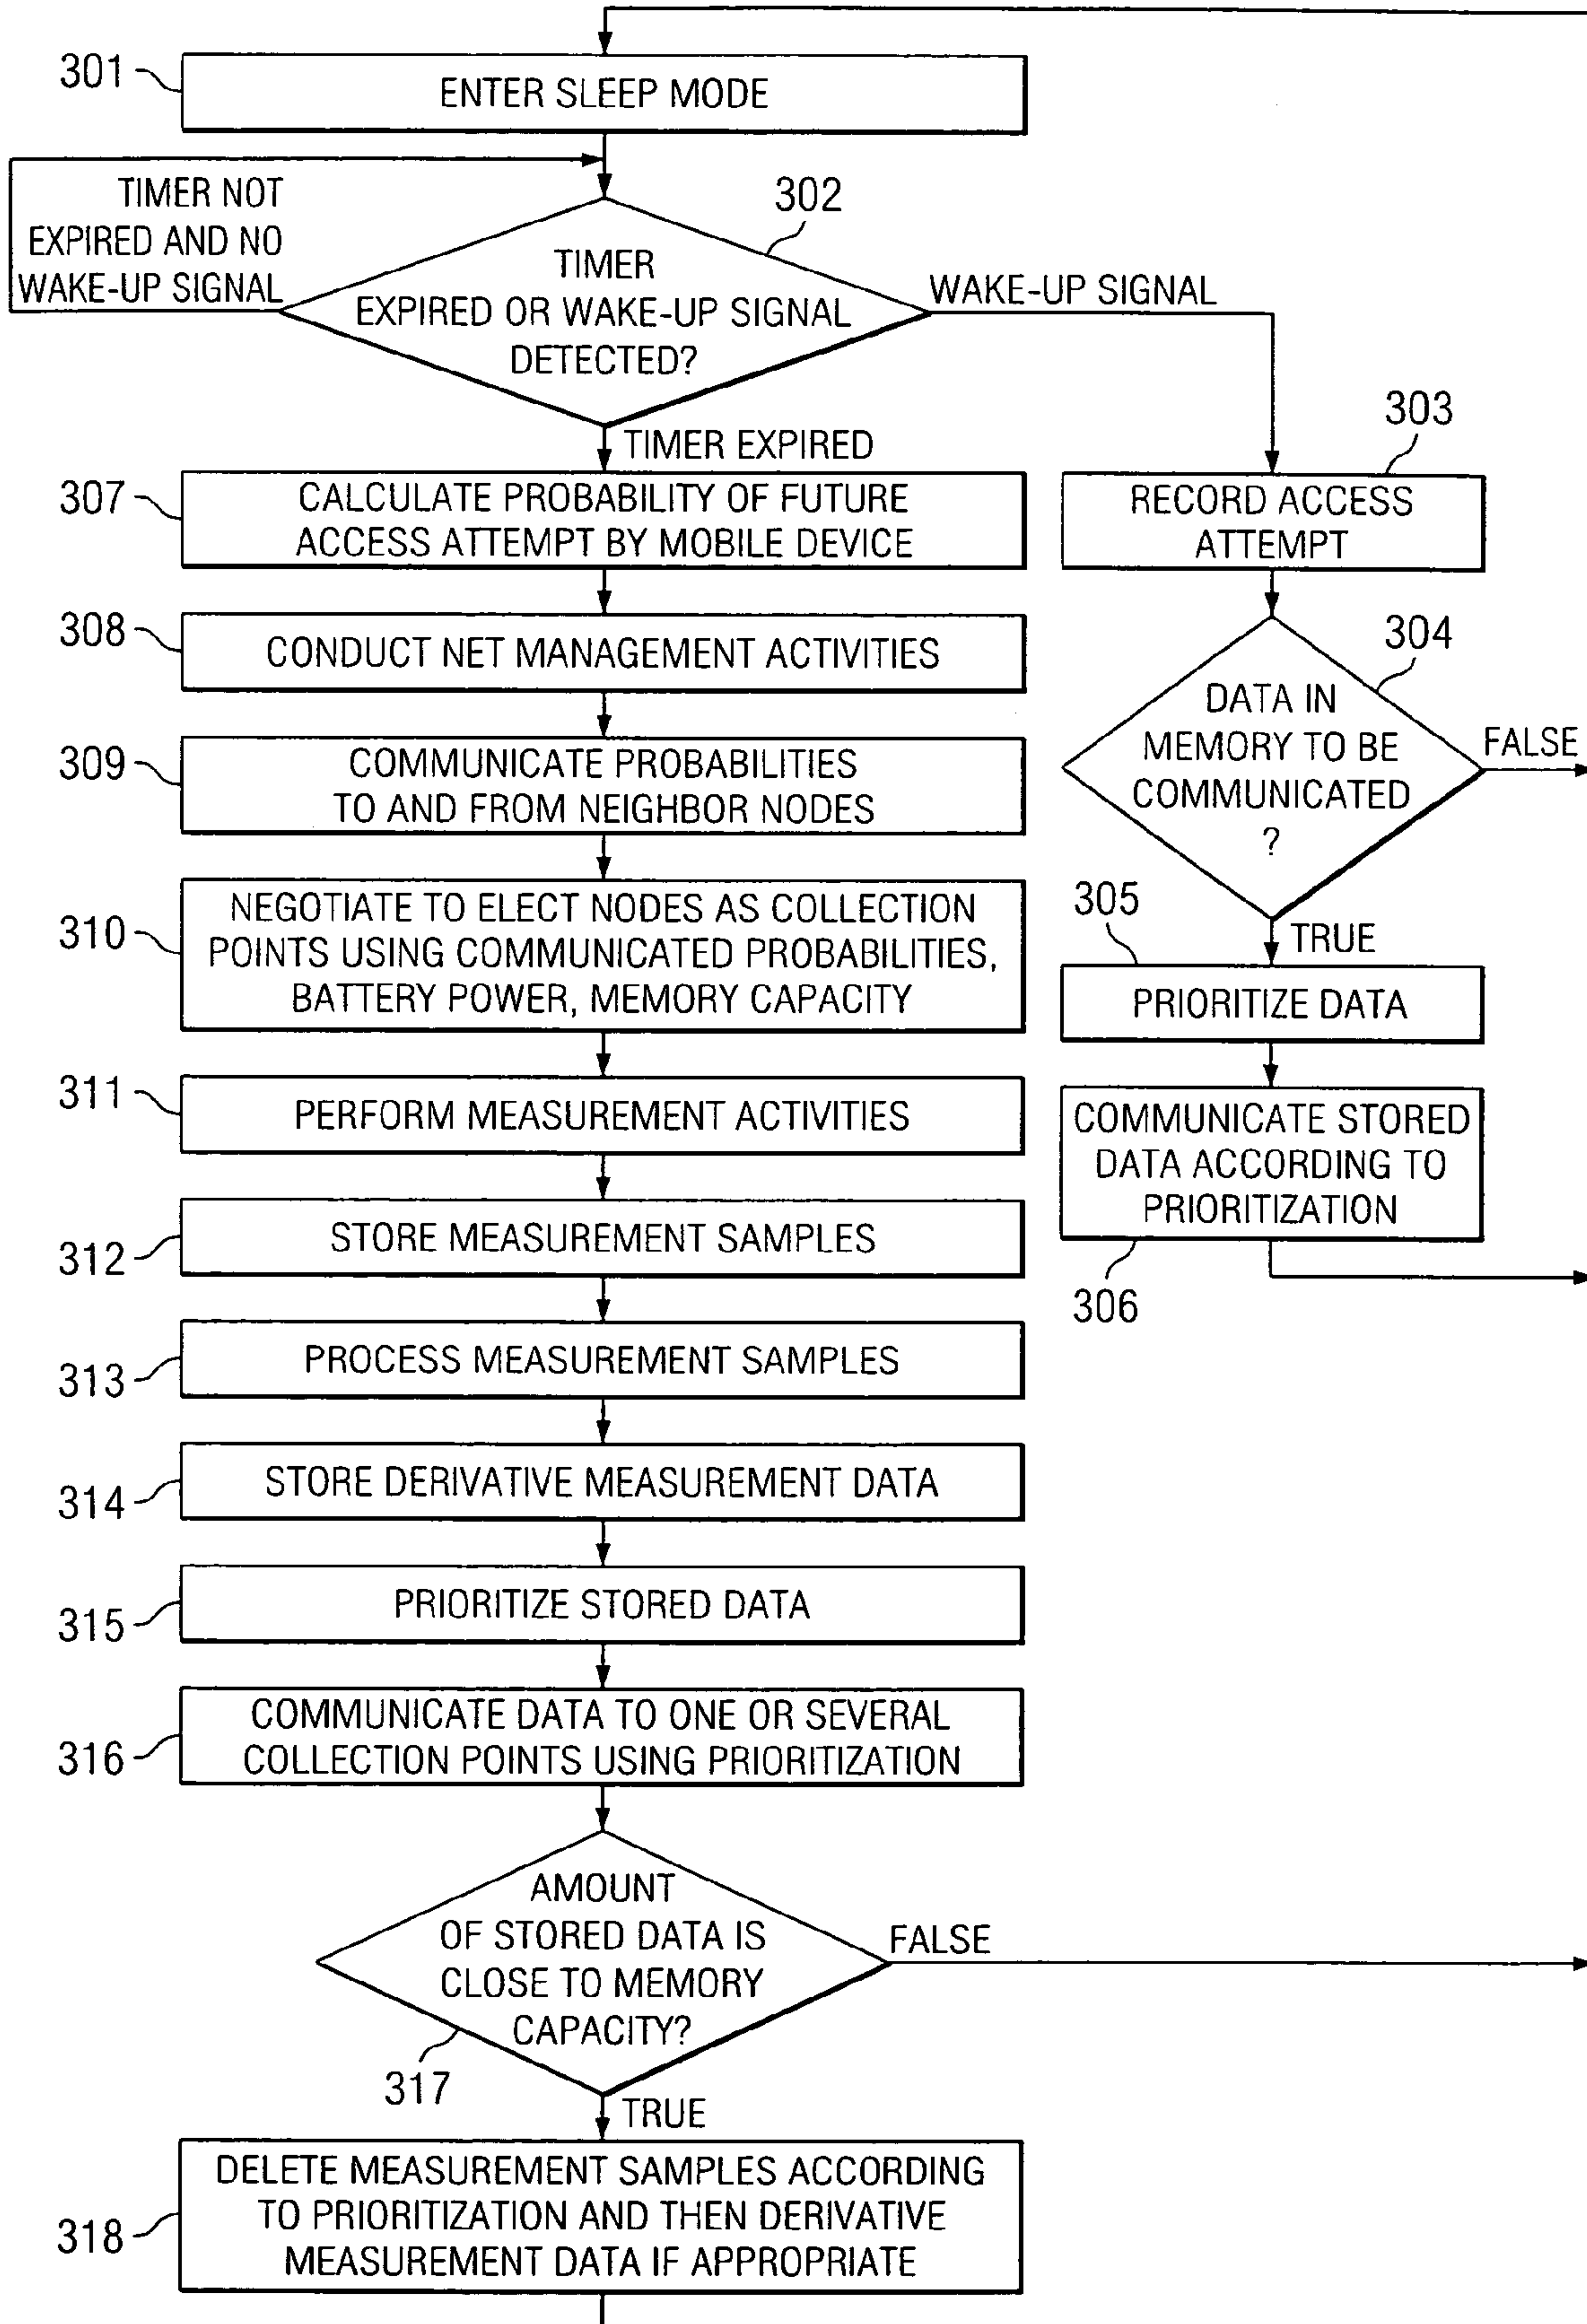 301
ENTER SLEEP MODE
TIMER NOT
EXPIRED AND NO
WAKE-UP SIGNAL
302
TIMER
EXPIRED OR WAKE-UP SIGNAL
DETECTED?
WAKE-UP SIGNAL
TIMER EXPIRED
303
RECORD ACCESS
ATTEMPT
304
DATA IN
MEMORY TO BE
COMMUNICATED
?
FALSE
TRUE
305
PRIORITIZE DATA
COMMUNICATE STORED
DATA ACCORDING TO
PRIORITIZATION
306
307
CALCULATE PROBABILITY OF FUTURE
ACCESS ATTEMPT BY MOBILE DEVICE
308
CONDUCT NET MANAGEMENT ACTIVITIES
309
COMMUNICATE PROBABILITIES
TO AND FROM NEIGHBOR NODES
310
NEGOTIATE TO ELECT NODES AS COLLECTION
POINTS USING COMMUNICATED PROBABILITIES,
BATTERY POWER, MEMORY CAPACITY
311
PERFORM MEASUREMENT ACTIVITIES
312
STORE MEASUREMENT SAMPLES
313
PROCESS MEASUREMENT SAMPLES
314
STORE DERIVATIVE MEASUREMENT DATA
315
PRIORITIZE STORED DATA
316
COMMUNICATE DATA TO ONE OR SEVERAL
COLLECTION POINTS USING PRIORITIZATION
AMOUNT
OF STORED DATA IS
CLOSE TO MEMORY
CAPACITY?
317
FALSE
TRUE
318
DELETE MEASUREMENT SAMPLES ACCORDING
TO PRIORITIZATION AND THEN DERIVATIVE
MEASUREMENT DATA IF APPROPRIATE